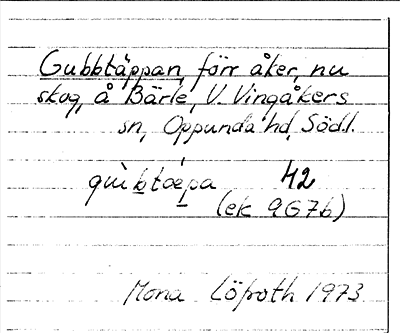 Gubbtäppan, förr åker, nu
skog, å Bärle, V. Vingåkers
sn, Oppunda hd, Södl.
42
(ek 9G7b)
Mona Löfroth 1973